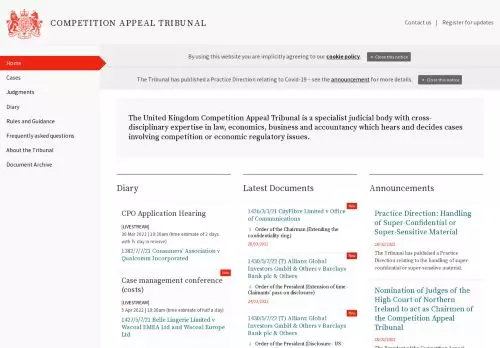 COMPETITION APPEAL TRIBUNAL
Contact us | Register for updates
By using this website you are implicitly agreeing to our cookie policy. × Close this notice
The Tribunal has published a Practice Direction relating to Covid-19 – see the announcement for more details. × Close this notice
Home
Cases
Judgments
Diary
Rules and Guidance
Frequently asked questions
About the Tribunal
Document Archive
The United Kingdom Competition Appeal Tribunal is a specialist judicial body with cross-
disciplinary expertise in law, economics, business and accountancy which hears and decides cases
involving competition or economic regulatory issues.
Diary
CPO Application Hearing
[LIVESTREAM]
30 Mar 2022 | 10:30am (time estimate of 2 days
with ½ day in reserve)
1382/7/7/21 Consumers' Association v
Qualcomm Incorporated
New
Case management conference
(costs)
[LIVESTREAM]
5 Apr 2022 | 10:30am (time estimate of half a day)
1427/5/7/21 Belle Lingerie Limited v
Wacoal EMEA Ltd and Wacoal Europe
Ltd
Latest Documents
New
1426/3/3/21 CityFibre Limited v Office of
Communications
Order of the Chairman (Extending the
confidentiality ring)
New
1430/5/7/22 (T) Allianz Global
Investors GmbH & Others v Barclays
Bank plc & Others
Order of the President (Extension of time -
Claimants' pass on disclosure)
24/03/2022
New
1430/5/7/22 (T) Allianz Global
Investors GmbH & Others v Barclays
Bank plc & Others
Order of the President (Disclosure - US
Announcements
Practice Direction: Handling
of Super-Confidential or
Super-Sensitive Material
The Tribunal has published a Practice
Direction relating to the handling of super-
confidential or super-sensitive material.
Nomination of Judges of the
High Court of Northern
Ireland to act as Chairmen of
the Competition Appeal
Tribunal
The President of the Competition Appeal